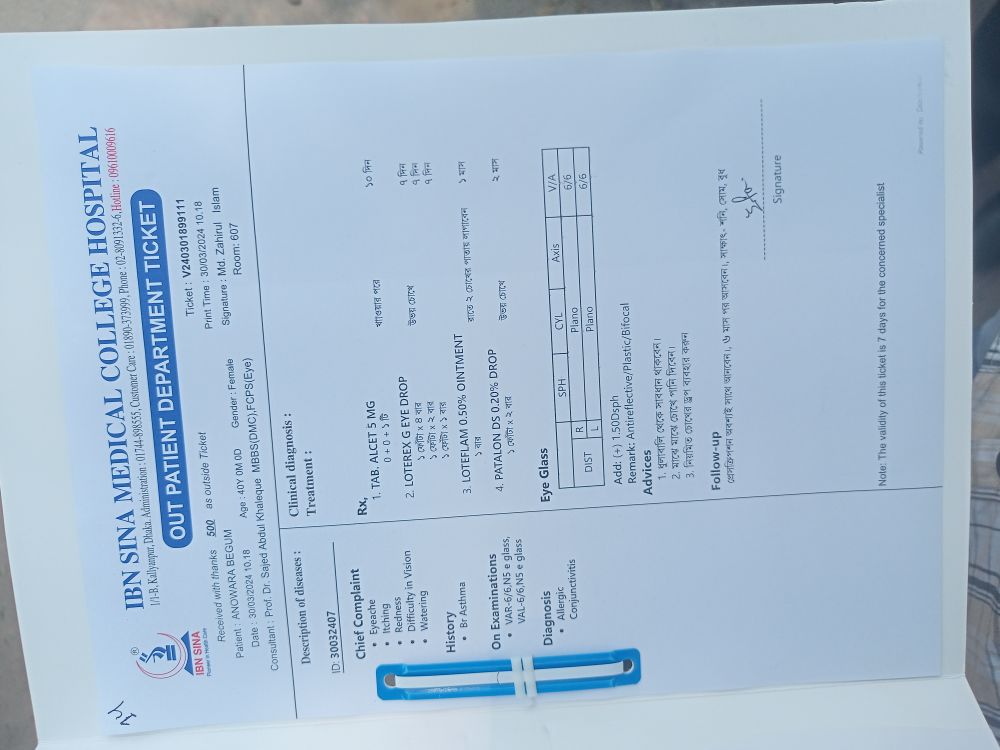 IBN SINA MEDICAL COLLEGE HOSPITAL
1/1-B, Kallyanpur, Dhaka. Administration : 01744-898555, Customer Care : 01890-373999, Phone : 02-8091332-6, Hotline : 09610009616
®
IBN SINA
OUT PATIENT DEPARTMENT TICKET
Received with thanks 500 as outside Ticket
Ticket : V240301899111
Patient : ANOWARA BEGUM
Print Time : 30/03/2024 10.18
Date : 30/03/2024 10.18
Age : 40Y 0M 0D
Gender : Female
Signature : Md. Zahirul Islam
Consultant : Prof. Dr. Sajed Abdul Khaleque MBBS(DMC),FCPS(Eye)
Room: 607
Description of diseases :
ID: 30032407
Chief Complaint
• Eyeache
• Itching
• Redness
• Difficulty in Vision
• Watering
History
• Br Asthma
On Examinations
• VAR-6/6,N5 e glass,
VAL-6/6,N5 e glass
Diagnosis
• Allergic
Conjunctivitis
Clinical diagnosis :
Treatment :
Rx,
1. TAB. ALCET 5 MG
০ + ০ + ১ টি খাওয়ার পরে ১০ দিন
2. LOTEREX G EYE DROP
১ ফোঁটা x ৪ বার উভয় চোখে ৭ দিন
১ ফোঁটা x ২ বার ৭ দিন
১ ফোঁটা x ১ বার ৭ দিন
3. LOTEFLAM 0.50% OINTMENT
১ বার রাতে ২ চোখের পাতায় লাগাবেন ১ মাস
4. PATALON DS 0.20% DROP
১ ফোঁটা x ২ বার উভয় চোখে ২ মাস
Eye Glass
SPH CYL Axis V/A
DIST R Plano 6/6
L Plano 6/6
Add: (+) 1.50Dsph
Remark: Antireflective/Plastic/Bifocal
Advices
1. ধুলাবালি থেকে সাবধান থাকবেন।
2. মাঝে মাঝে চোখে পানি দিবেন।
3. নিয়মিত চোখের ড্রপ ব্যবহার করুন
Follow-up
প্রেসক্রিপশন অবশ্যই সাথে আনবেন।, ৬ মাস পর আসবেন।, সাক্ষাৎ- শনি, সোম, বুধ
Signature
Note: The validity of this ticket is 7 days for the concerned specialist